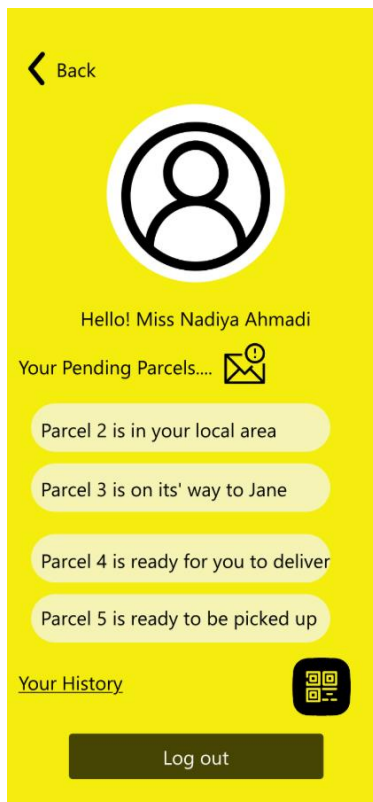 Back
Hello! Miss Nadiya Ahmadi
Your Pending Parcels....
Parcel 2 is in your local area
Parcel 3 is on its' way to Jane
Parcel 4 is ready for you to deliver
Parcel 5 is ready to be picked up
Your History
Log out